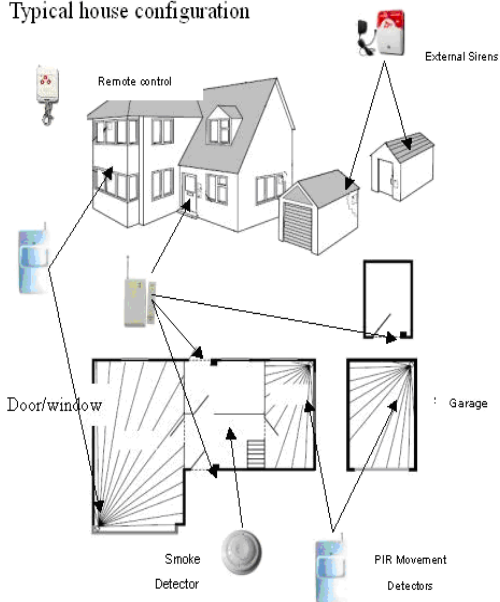 Typical house configuration
External Sirens
Remote control
Door/window
: Garage
Smoke
Detector
PIR Movement
Detectors